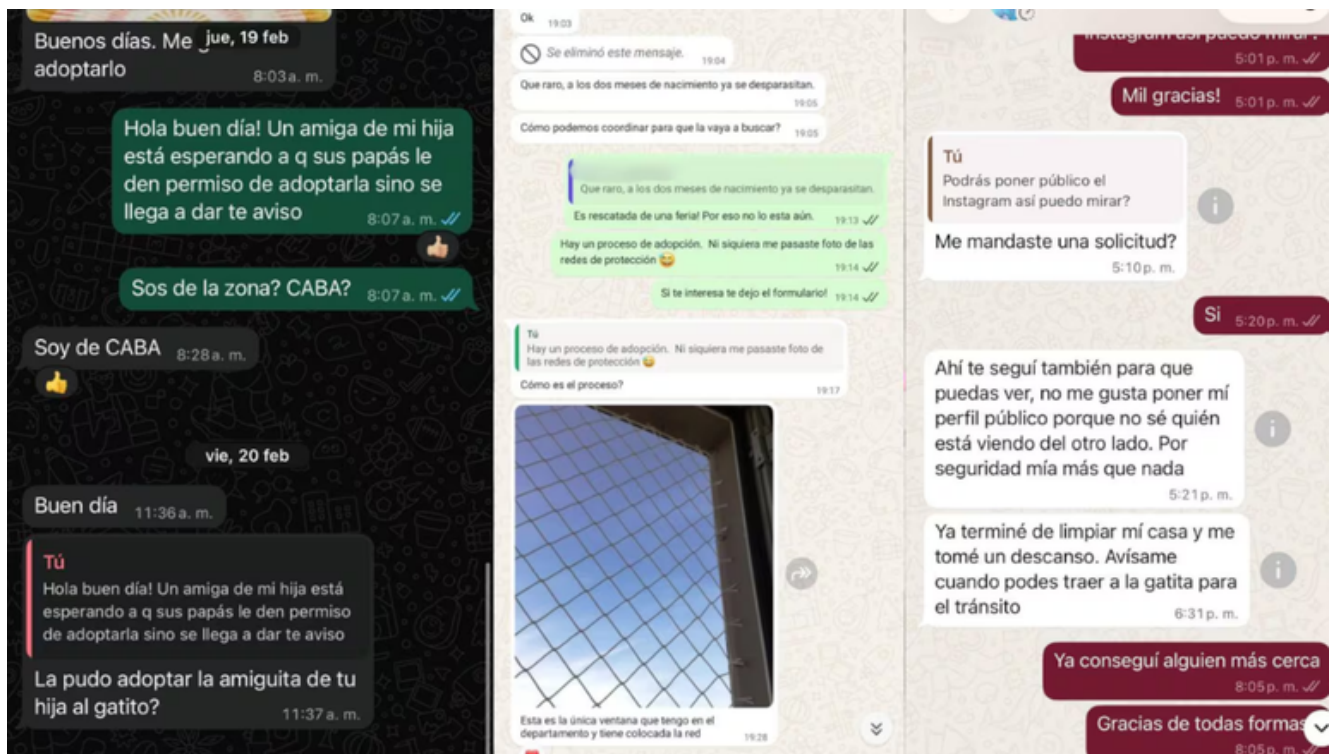 Buenos días. Me
jue, 19 feb
adoptarlo
8:03 a. m.
Hola buen día! Un amiga de mi hija
está esperando a q sus papás le
den permiso de adoptarla sino se
llega a dar te aviso
8:07 a. m.
Sos de la zona? CABA?
8:07 a. m.
Soy de CABA
8:28 a. m.
vie, 20 feb
Buen día
11:36 a. m.
Tú
Hola buen día! Un amiga de mi hija está
esperando a q sus papás le den permiso
de adoptarla sino se llega a dar te aviso
La pudo adoptar la amiguita de tu
hija al gatito?
11:37 a. m.
Ok
19:03
Se eliminó este mensaje.
19:04
Que raro, a los dos meses de nacimiento ya se desparasitan.
19:05
Cómo podemos coordinar para que la vaya a buscar?
19:05
Que raro, a los dos meses de nacimiento ya se desparasitan.
Es rescatada de una feria! Por eso no lo esta aún.
19:13
Hay un proceso de adopción. Ni siquiera me pasaste foto de las
redes de protección 😅
19:14
Si te interesa te dejo el formulario!
19:14
Tú
Hay un proceso de adopción. Ni siquiera me pasaste foto de
las redes de protección 😅
Cómo es el proceso?
19:17
Esta es la única ventana que tengo en el
departamento y tiene colocada la red
19:28
Instagram así puedo mirar?
5:01 p. m.
Mil gracias!
5:01 p. m.
Tú
Podrás poner público el
Instagram así puedo mirar?
Me mandaste una solicitud?
5:10 p. m.
Si
5:20 p. m.
Ahí te seguí también para que
puedas ver, no me gusta poner mí
perfil público porque no sé quién
está viendo del otro lado. Por
seguridad mía más que nada
5:21 p. m.
Ya terminé de limpiar mí casa y me
tomé un descanso. Avísame
cuando podes traer a la gatita para
el tránsito
6:31 p. m.
Ya conseguí alguien más cerca
8:05 p. m.
Gracias de todas formas
8:05 p. m.